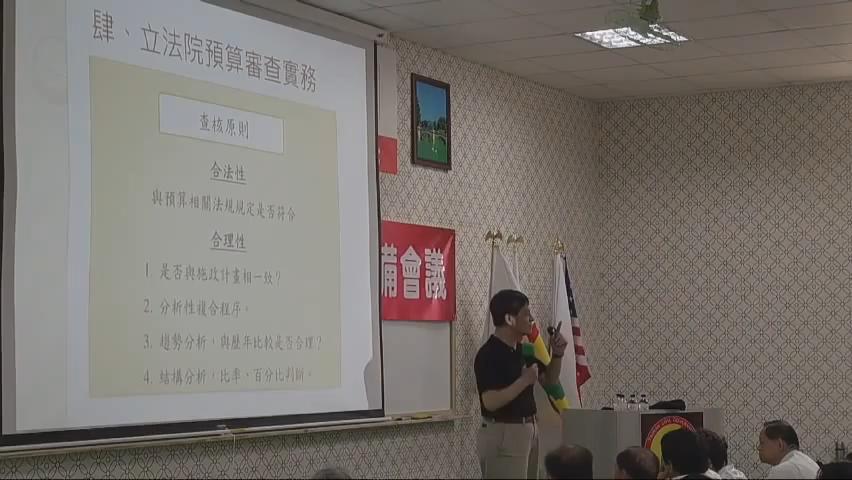 肆、立法院預算審查實務
查核原則
合法性
與預算相關法規規定是否符合
合理性
1. 是否與施政計畫相一致？
2. 分析性複合程序。
3. 趨勢分析，與歷年比較是否合理？
4. 結構分析，比率、百分比判斷。
備會議